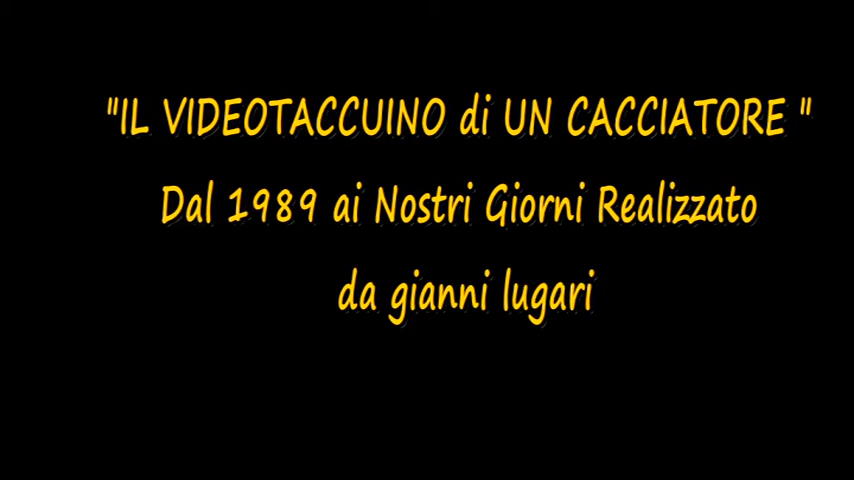 "IL VIDEOTACCUINO di UN CACCIATORE "
Dal 1989 ai Nostri Giorni Realizzato
da gianni lugari